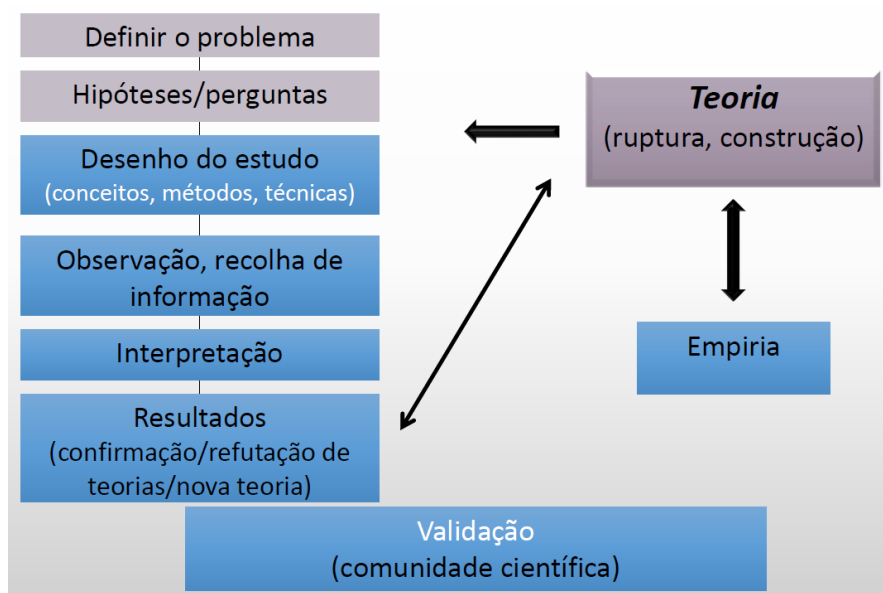 Definir o problema
Hipóteses/perguntas
Desenho do estudo
(conceitos, métodos, técnicas)
Observação, recolha de
informação
Interpretação
Resultados
(confirmação/refutação de
teorias/nova teoria)
Teoria
(ruptura, construção)
Empiria
Validação
(comunidade científica)